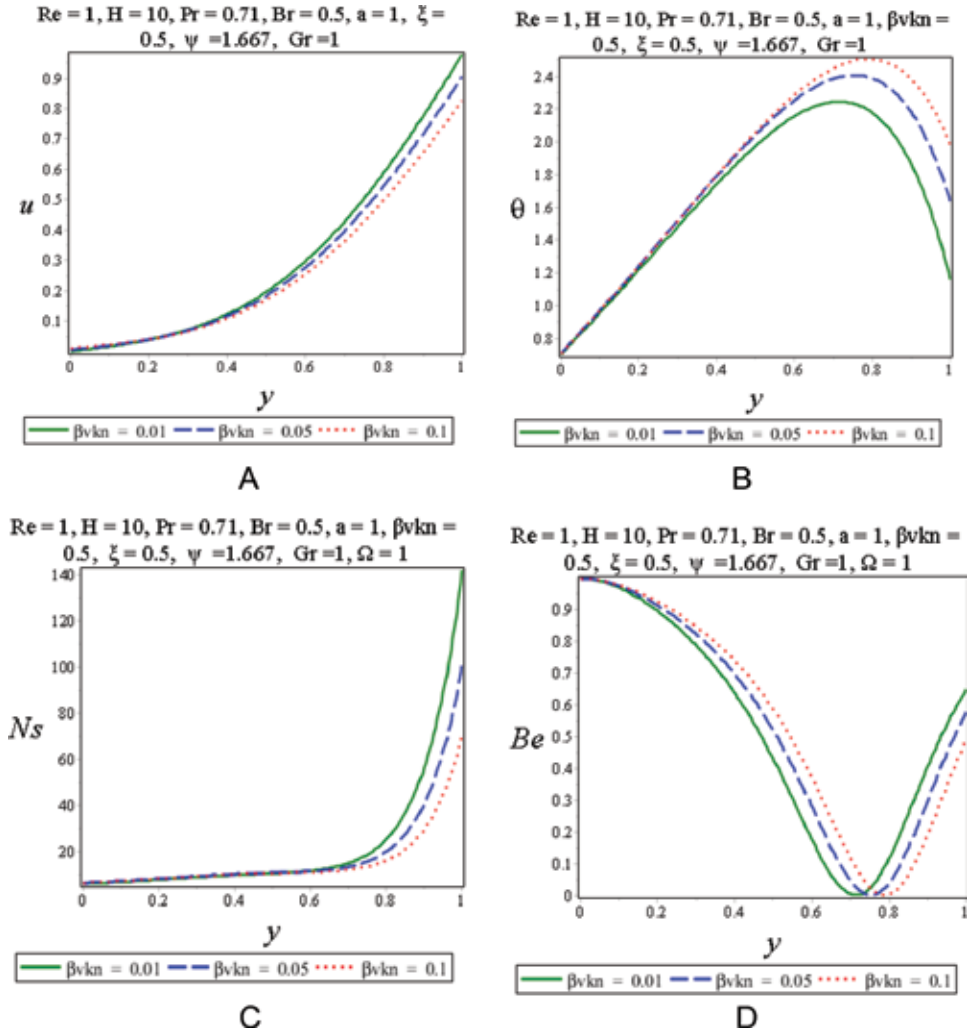 Re = 1, H = 10, Pr = 0.71, Br = 0.5, a = 1, ξ =
0.5, ψ =1.667, Gr =1
0.9
0.8
0.7
0.6
0.5
0.4
0.3
0.2
0.1
u
0
0.2
0.4
0.6
0.8
1
y
βvkn = 0.01
βvkn = 0.05
βvkn = 0.1
A
Re = 1, H = 10, Pr = 0.71, Br = 0.5, a = 1, βvkn =
0.5, ξ = 0.5, ψ =1.667, Gr =1
2.4
2.2
2.0
1.8
1.6
1.4
1.2
1.0
0.8
θ
0
0.2
0.4
0.6
0.8
1
y
βvkn = 0.01
βvkn = 0.05
βvkn = 0.1
B
Re = 1, H = 10, Pr = 0.71, Br = 0.5, a = 1, βvkn =
0.5, ξ = 0.5, ψ =1.667, Gr =1, Ω = 1
140
120
100
80
60
40
20
Ns
0
0.2
0.4
0.6
0.8
1
y
βvkn = 0.01
βvkn = 0.05
βvkn = 0.1
C
Re = 1, H = 10, Pr = 0.71, Br = 0.5, a = 1, βvkn =
0.5, ξ = 0.5, ψ =1.667, Gr =1, Ω = 1
0.9
0.8
0.7
0.6
0.5
0.4
0.3
0.2
0.1
0
Be
0
0.2
0.4
0.6
0.8
1
y
βvkn = 0.01
βvkn = 0.05
βvkn = 0.1
D